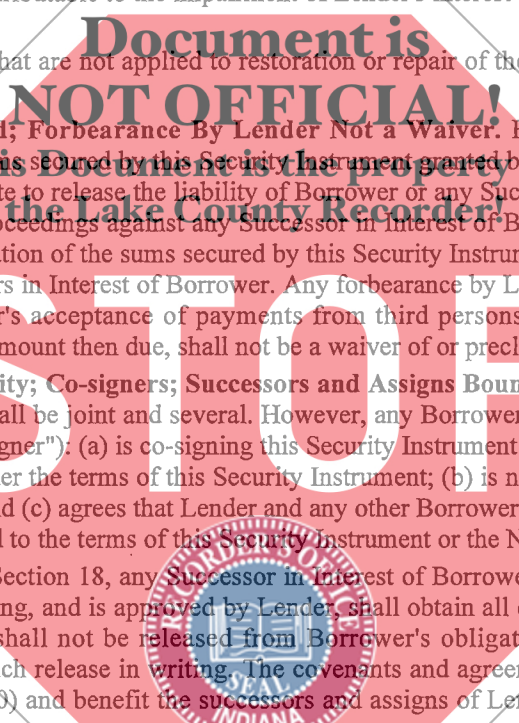 Document is
hat are not applied to restoration or repair of the
NOT OFFICIAL!
d; Forbearance By Lender Not a Waiver.
is Document is the property
ms secured by this Security Instrument granted b
te to release the liability of Borrower or any Suc
the Lake County Recorder!
oceedings against any Successor in Interest of B
ation of the sums secured by this Security Instrum
rs in Interest of Borrower. Any forbearance by L
r's acceptance of payments from third persons
mount then due, shall not be a waiver of or precl
STOP
ity; Co-signers; Successors and Assigns Boun
all be joint and several. However, any Borrower
gner"): (a) is co-signing this Security Instrument
er the terms of this Security Instrument; (b) is n
d (c) agrees that Lender and any other Borrower
d to the terms of this Security Instrument or the N
RECORDER'S OFFICE
Section 18, any Successor in Interest of Borrowe
ing, and is approved by Lender, shall obtain all
shall not be released from Borrower's obligat
ch release in writing. The covenants and agreem
SEAL
0) and benefit the successors and assigns of Len
INDIANA